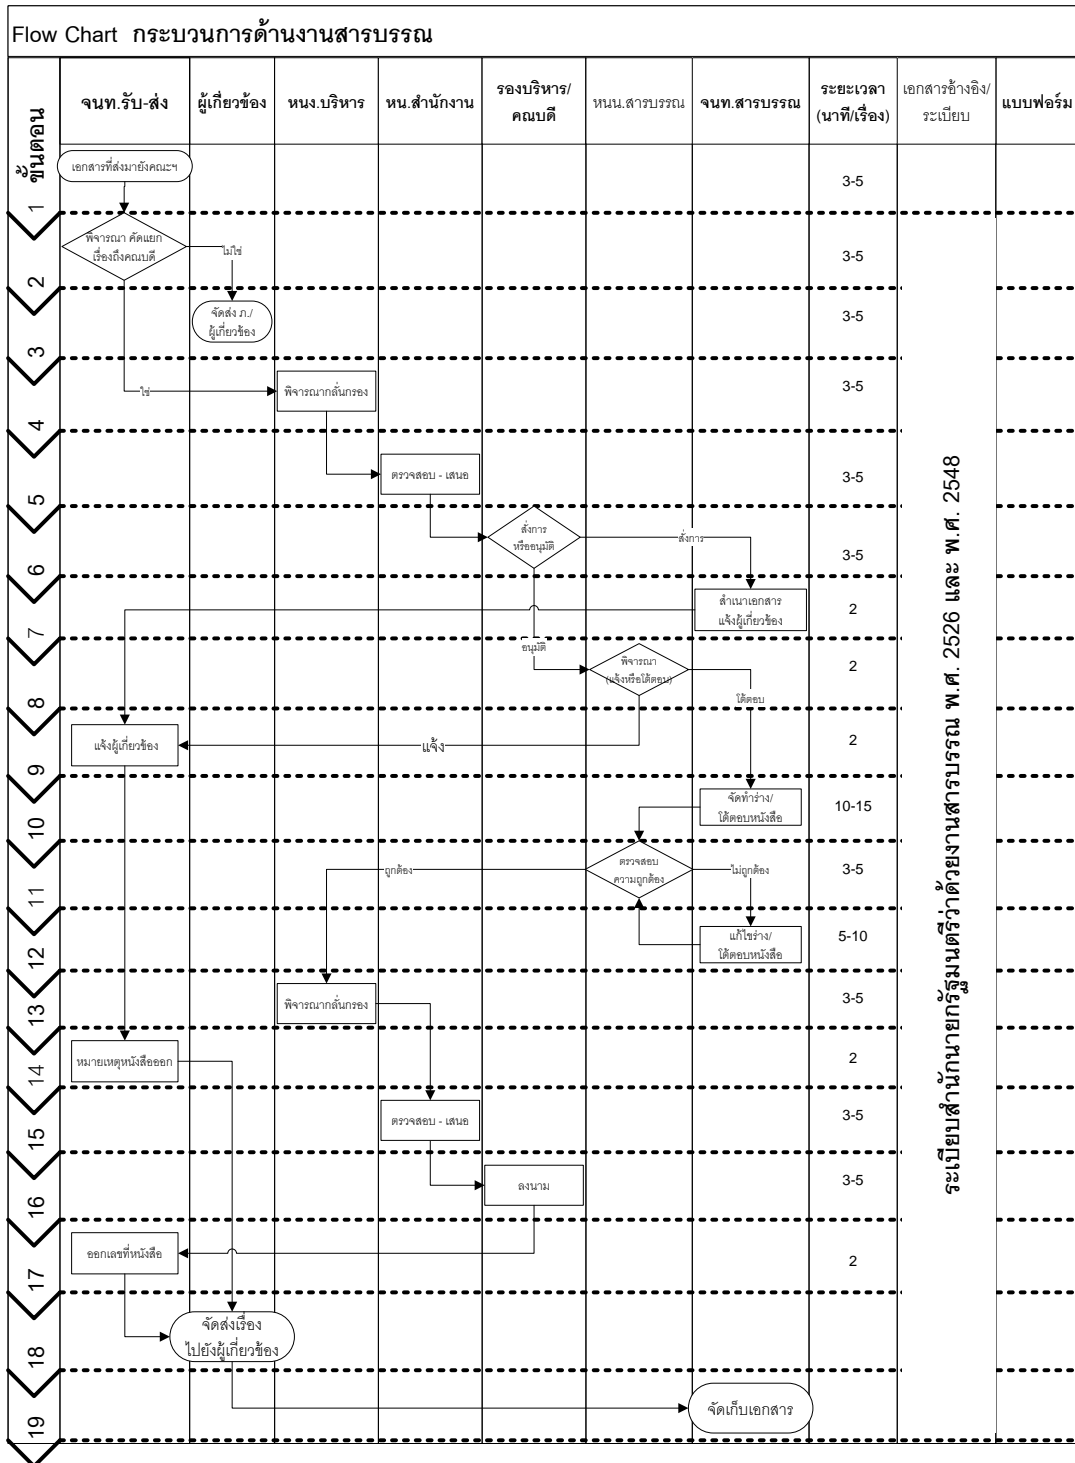 Flow Chart กระบวนการด้านงานสารบรรณ
ขั้นตอน
จนท.รับ-ส่ง
ผู้เกี่ยวข้อง
หนง.บริหาร
หน.สำนักงาน
รองบริหาร/
คณบดี
หนน.สารบรรณ
จนท.สารบรรณ
ระยะเวลา
(นาที/เรื่อง)
เอกสารอ้างอิง/
ระเบียบ
แบบฟอร์ม
เอกสารที่ส่งมายังคณะฯ
3-5
1
พิจารณา คัดแยก
เรื่องถึงคณบดี
ไม่ใช่
3-5
2
จัดส่ง ภ./
ผู้เกี่ยวข้อง
3-5
3
ใช่
พิจารณากลั่นกรอง
3-5
4
ตรวจสอบ - เสนอ
3-5
5
สั่งการ
หรืออนุมัติ
สั่งการ
3-5
6
สำเนาเอกสาร
แจ้งผู้เกี่ยวข้อง
2
7
อนุมัติ
พิจารณา
(แจ้งหรือโต้ตอบ)
2
โต้ตอบ
8
แจ้งผู้เกี่ยวข้อง
แจ้ง
2
9
จัดทำร่าง/
โต้ตอบหนังสือ
10-15
10
ถูกต้อง
ตรวจสอบ
ความถูกต้อง
ไม่ถูกต้อง
3-5
11
แก้ไขร่าง/
โต้ตอบหนังสือ
5-10
12
พิจารณากลั่นกรอง
3-5
13
หมายเหตุหนังสือออก
2
14
ตรวจสอบ - เสนอ
3-5
15
ลงนาม
3-5
16
ออกเลขที่หนังสือ
2
17
จัดส่งเรื่อง
ไปยังผู้เกี่ยวข้อง
18
จัดเก็บเอกสาร
19
ระเบียบสำนักนายกรัฐมนตรีว่าด้วยงานสารบรรณ พ.ศ. 2526 และ พ.ศ. 2548